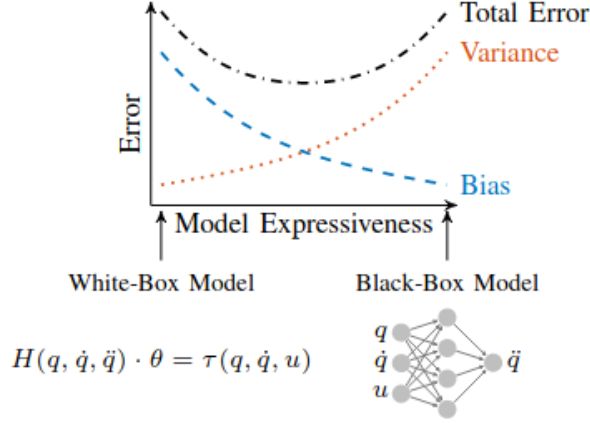 Total Error
Variance
Error
Bias
Model Expressiveness
White-Box Model
Black-Box Model
H(q, q̇, q̈) · θ = τ(q, q̇, u)
q
q̇
u
q̈